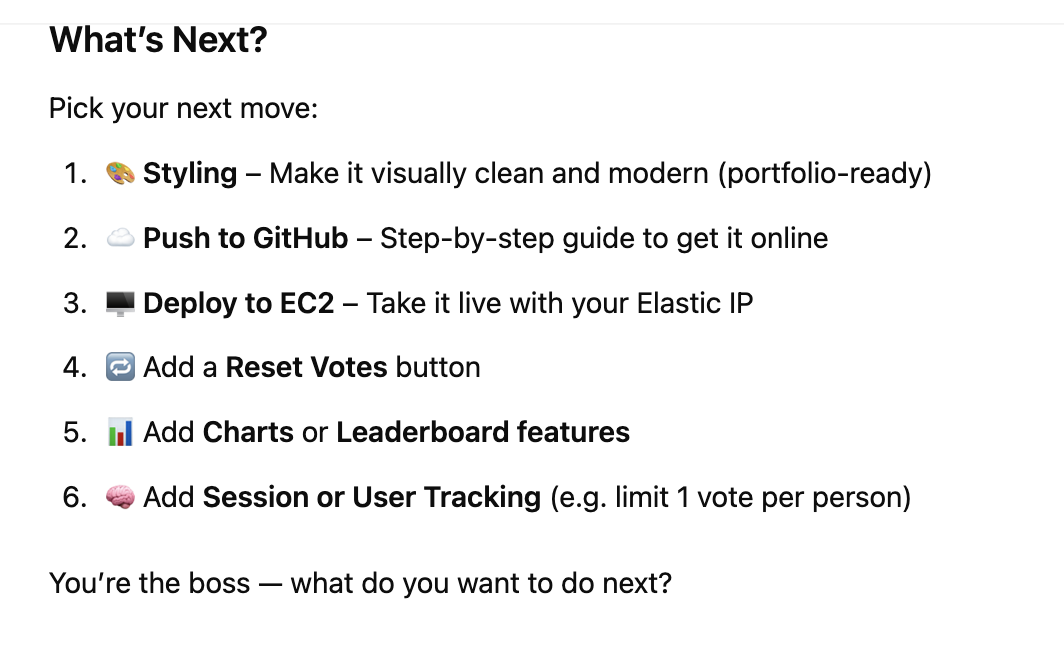 What’s Next?
Pick your next move:
1. 🎨 Styling – Make it visually clean and modern (portfolio-ready)
2. ☁️ Push to GitHub – Step-by-step guide to get it online
3. 🖥️ Deploy to EC2 – Take it live with your Elastic IP
4. 🔁 Add a Reset Votes button
5. 📊 Add Charts or Leaderboard features
6. 🧠 Add Session or User Tracking (e.g. limit 1 vote per person)
You’re the boss — what do you want to do next?